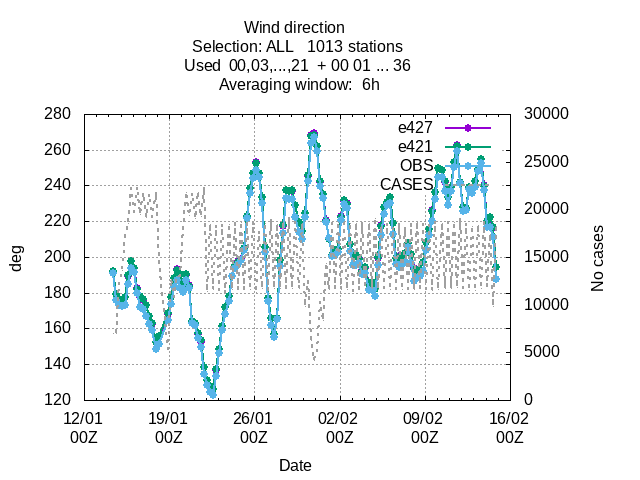 Wind direction
Selection: ALL   1013 stations
Used  00,03,...,21  + 00 01 ... 36
Averaging window:  6h
280
260
240
220
200
180
160
140
120
30000
25000
20000
15000
10000
5000
0
e427
e421
OBS
CASES
deg
No cases
12/01 19/01 26/01 02/02 09/02 16/02
00Z 00Z 00Z 00Z 00Z 00Z
Date